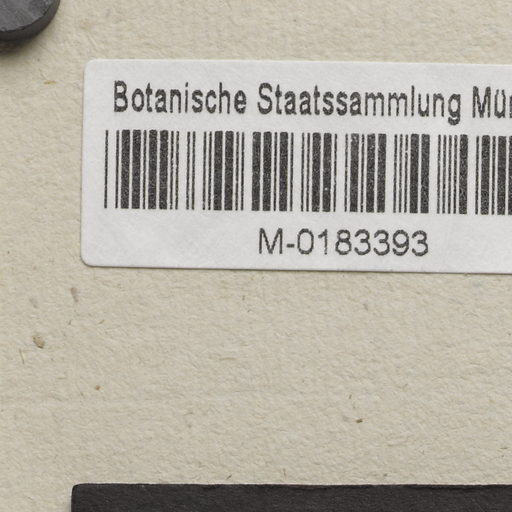 Botanische Staatssammlung Mün
M-0183393